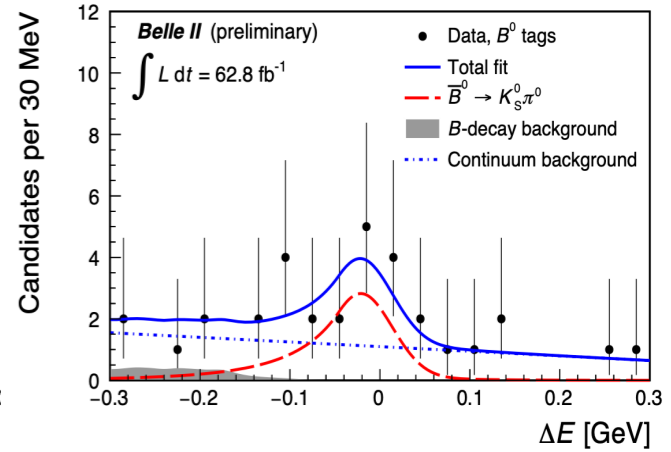 Candidates per 30 MeV
12
10
8
6
4
2
0
Belle II (preliminary)
∫ L dt = 62.8 fb⁻¹
Data, B⁰ tags
Total fit
B̅⁰ → K⁰_S π⁰
B-decay background
Continuum background
−0.3 −0.2 −0.1 0 0.1 0.2 0.3
ΔE [GeV]